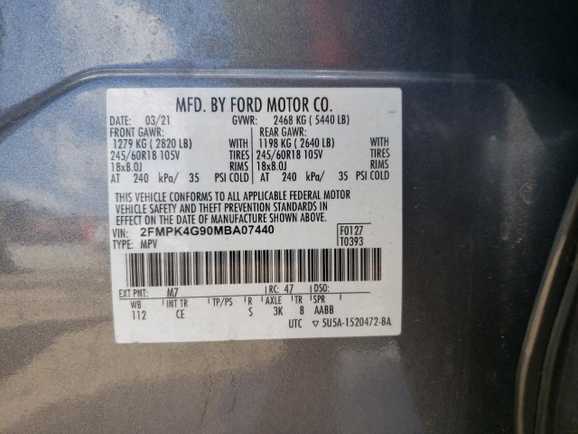 MFD. BY FORD MOTOR CO.
DATE: 03/21 GVWR: 2468 KG ( 5440 LB)
FRONT GAWR: REAR GAWR:
1279 KG ( 2820 LB) WITH 1198 KG ( 2640 LB) WITH
245/60R18 105V TIRES 245/60R18 105V TIRES
18x8.0J RIMS 18x8.0J RIMS
AT 240 kPa/ 35 PSI COLD AT 240 kPa/ 35 PSI COLD
THIS VEHICLE CONFORMS TO ALL APPLICABLE FEDERAL MOTOR
VEHICLE SAFETY AND THEFT PREVENTION STANDARDS IN
EFFECT ON THE DATE OF MANUFACTURE SHOWN ABOVE.
VIN: 2FMPK4G90MBA07440 F0127
TYPE: MPV T0393
EXT PNT: M7 RC: 47 DSO:
WB INT TR TP/PS R AXLE TR SPR
112 CE S 3K 8 AABB
UTC ▽ 5U5A-1520472-BA